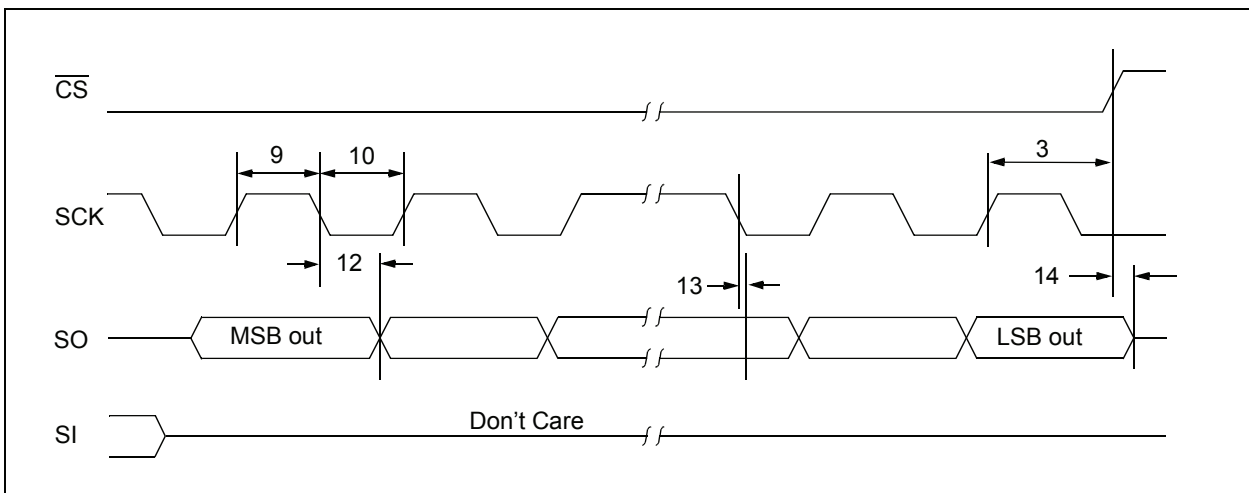 CS
9 10 3
SCK
12 13 14
SO MSB out LSB out
SI Don't Care